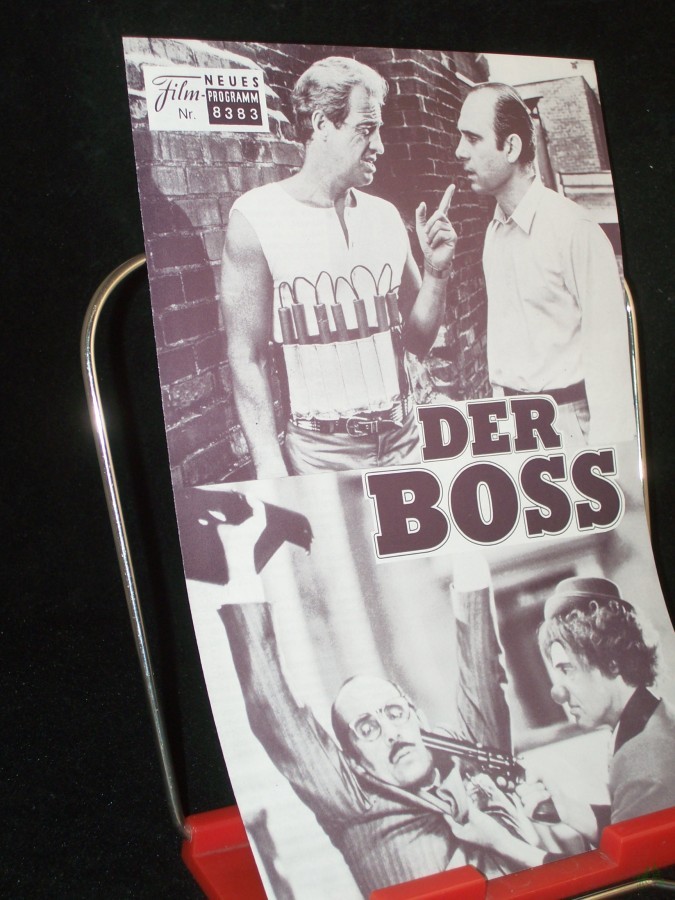 NEUES
Film-PROGRAMM
Nr. 8383
DER
BOSS